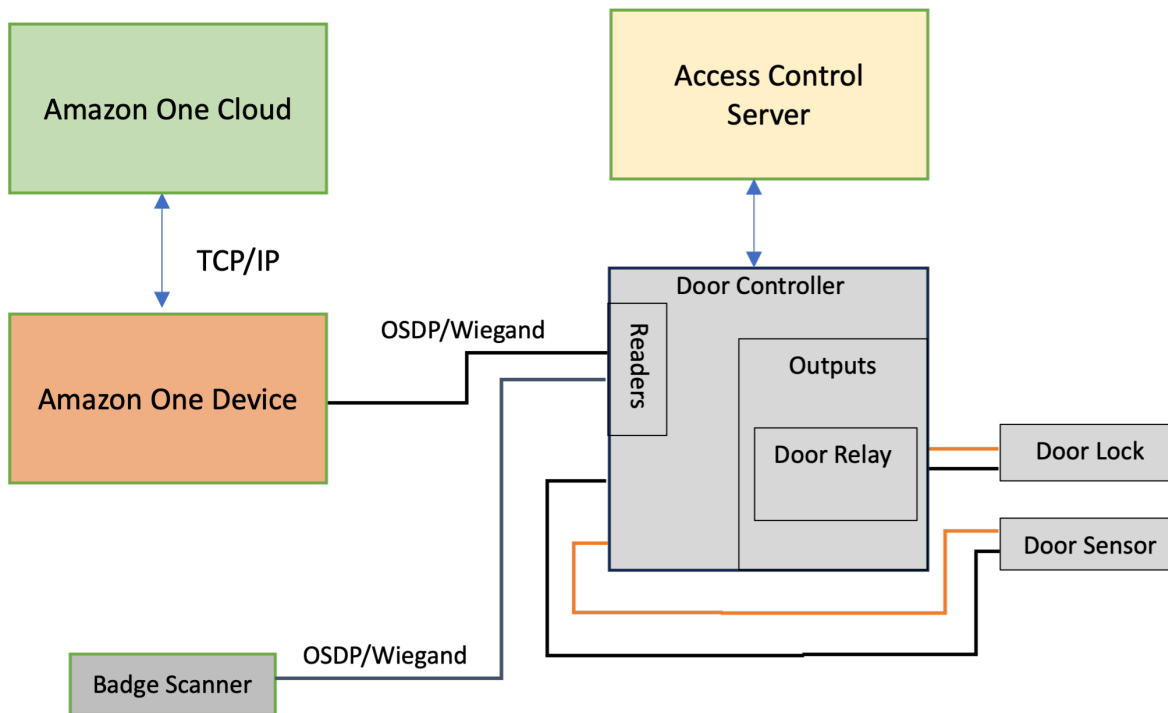 Amazon One Cloud
Access Control
Server
TCP/IP
Door Controller
OSDP/Wiegand
Readers
Outputs
Amazon One Device
Door Relay
Door Lock
Door Sensor
OSDP/Wiegand
Badge Scanner